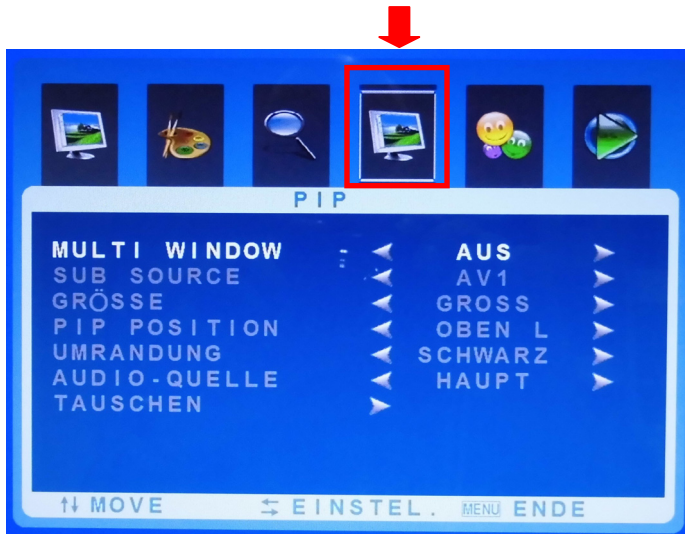 PIP
MULTI WINDOW AUS
SUB SOURCE AV1
GRÖSSE GROSS
PIP POSITION OBEN L
UMRANDUNG SCHWARZ
AUDIO-QUELLE HAUPT
TAUSCHEN
MOVE EINSTEL. MENU ENDE